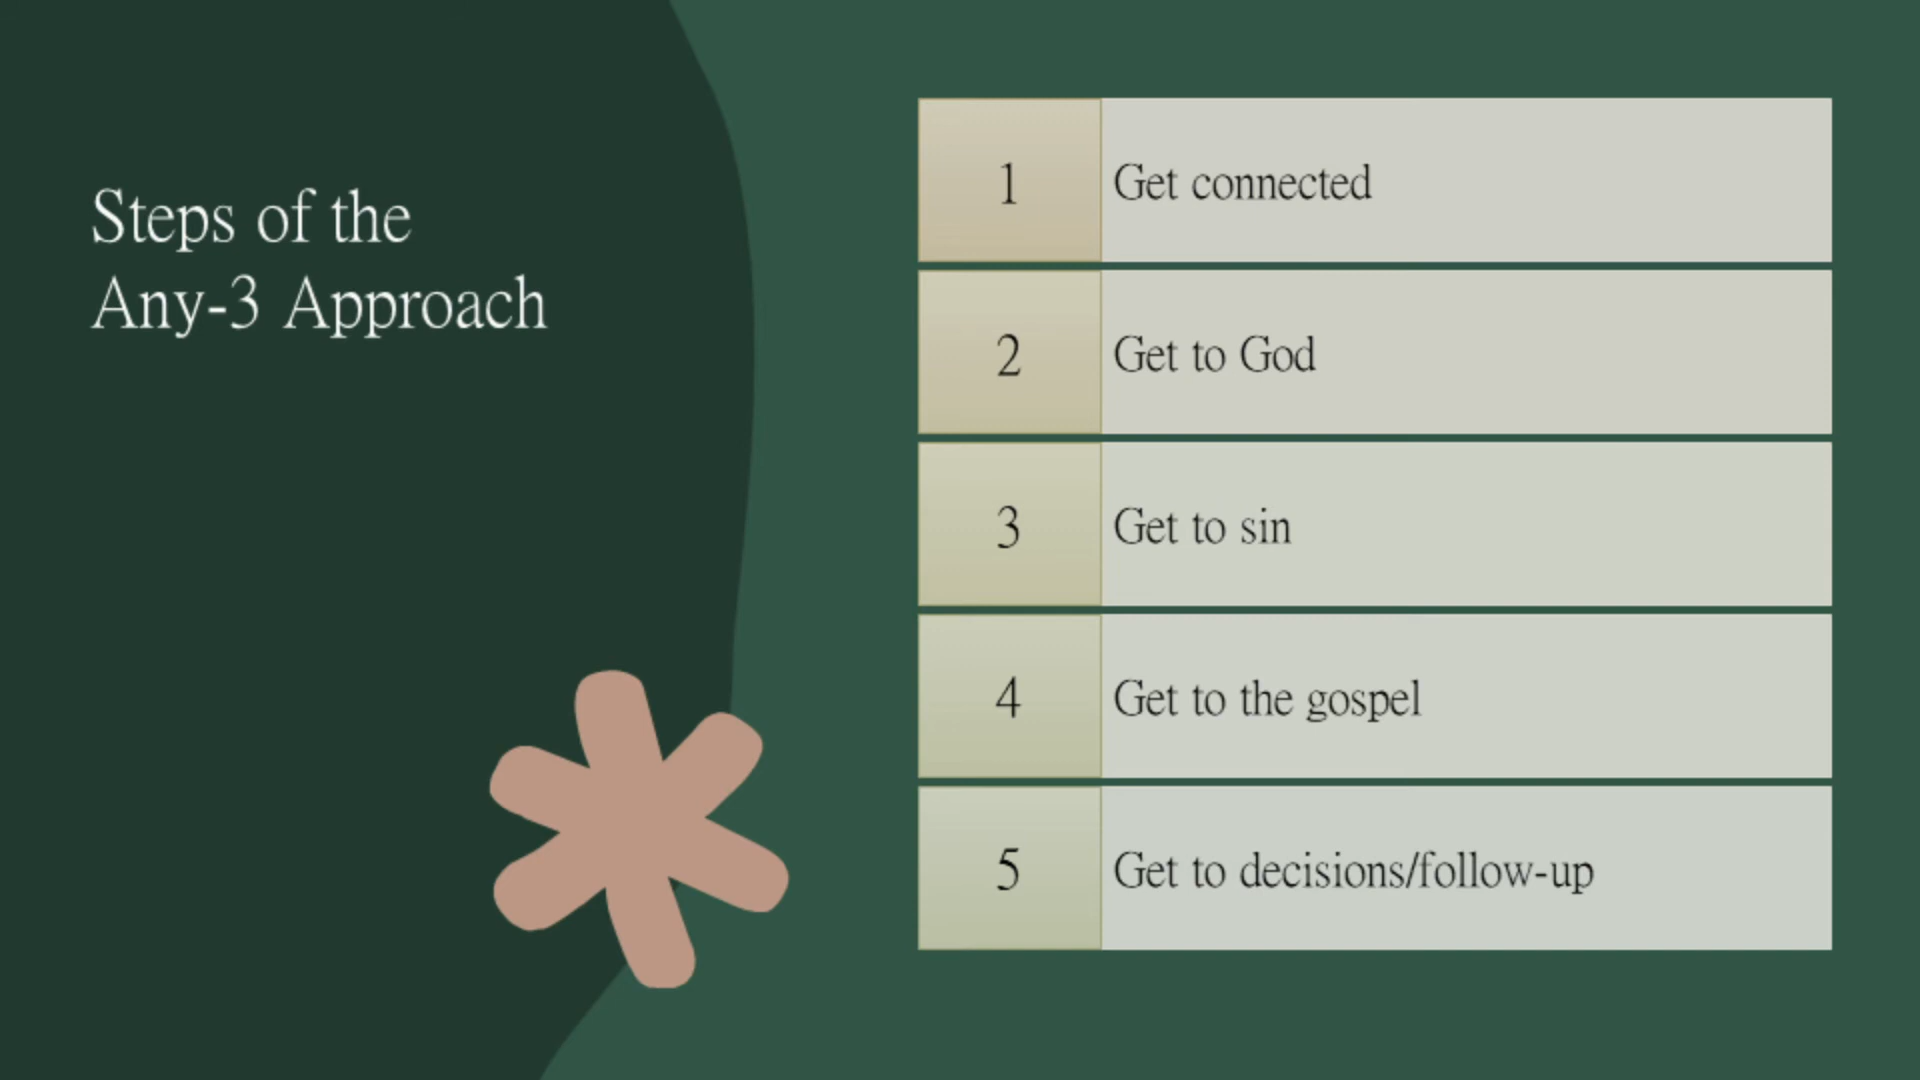 Steps of the
Any-3 Approach
1 Get connected
2 Get to God
3 Get to sin
4 Get to the gospel
5 Get to decisions/follow-up